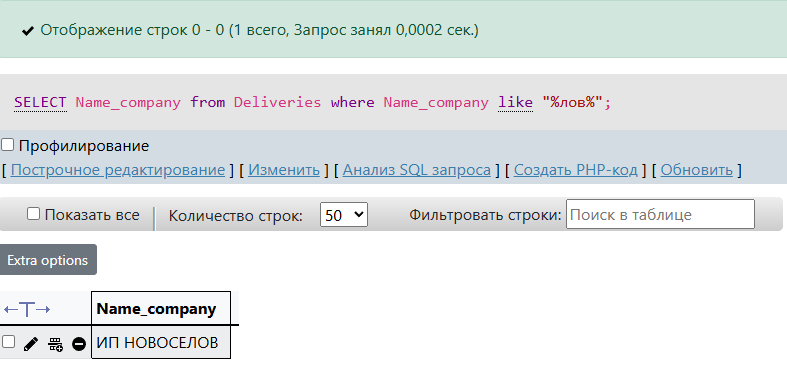 Отображение строк 0 - 0 (1 всего, Запрос занял 0,0002 сек.)
SELECT Name_company from Deliveries where Name_company like "%лов%";
Профилирование
[ Построчное редактирование ] [ Изменить ] [ Анализ SQL запроса ] [ Создать PHP-код ] [ Обновить ]
Показать все Количество строк: 50 Фильтровать строки: Поиск в таблице
Extra options
←T→ Name_company
ИП НОВОСЕЛОВ